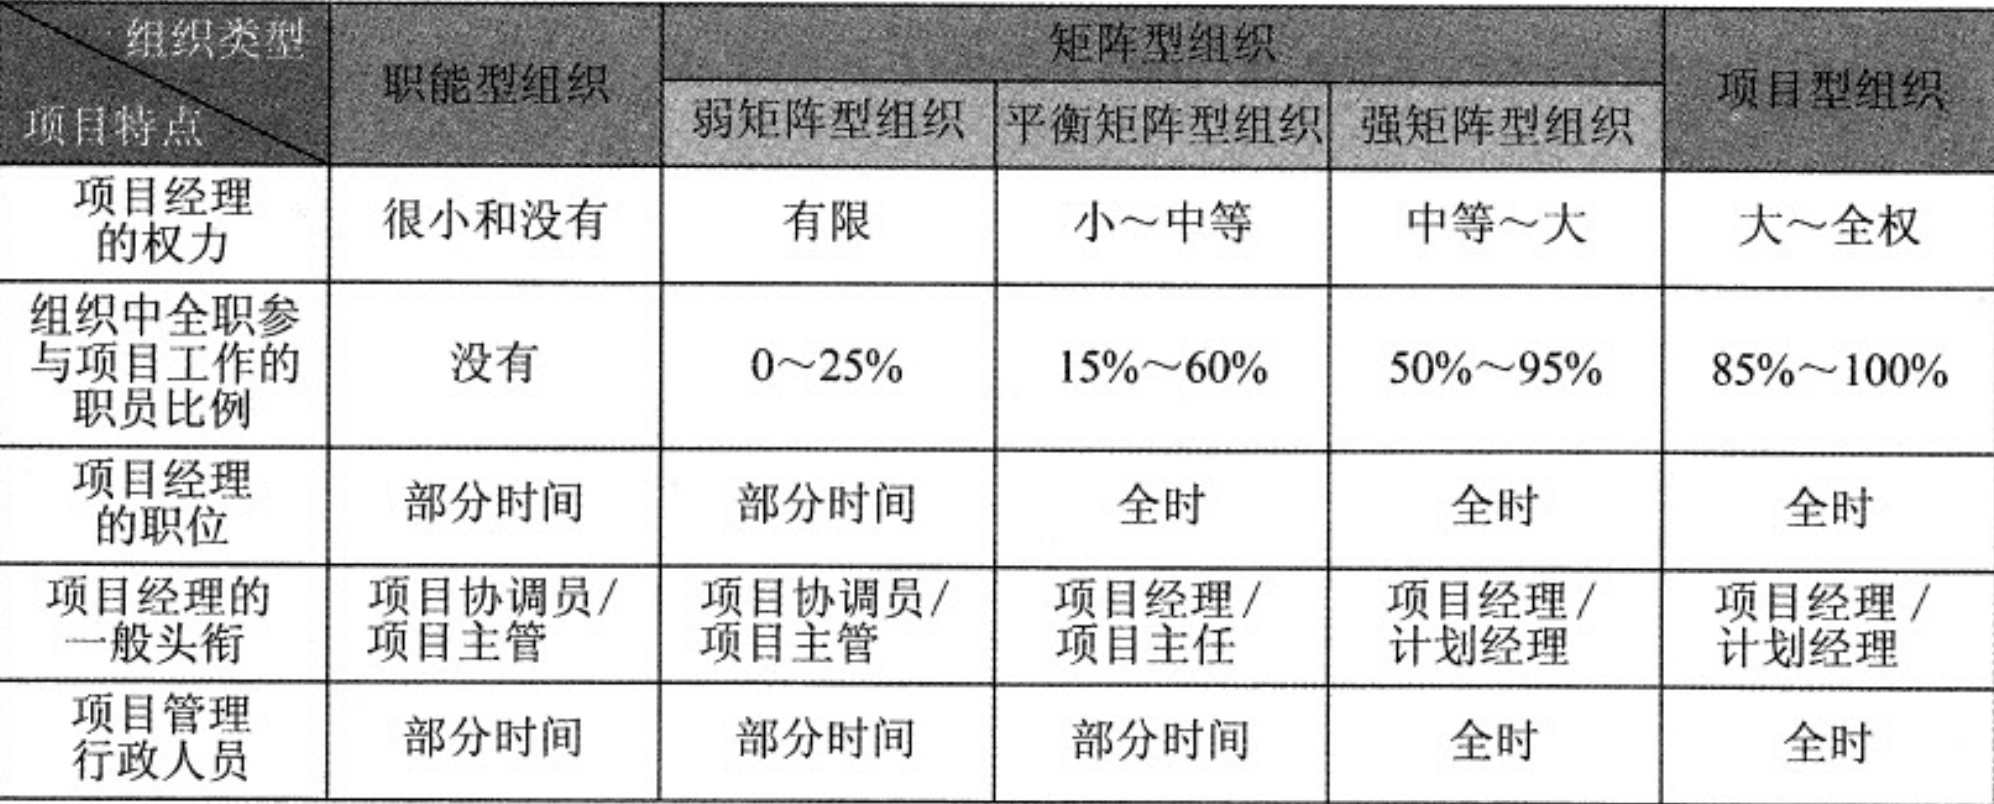 组织类型
项目特点
职能型组织
矩阵型组织
项目型组织
弱矩阵型组织
平衡矩阵型组织
强矩阵型组织
项目经理
的权力
很小和没有
有限
小～中等
中等～大
大～全权
组织中全职参
与项目工作的
职员比例
没有
0～25%
15%～60%
50%～95%
85%～100%
项目经理
的职位
部分时间
部分时间
全时
全时
全时
项目经理的
一般头衔
项目协调员/
项目主管
项目协调员/
项目主管
项目经理/
项目主任
项目经理/
计划经理
项目经理/
计划经理
项目管理
行政人员
部分时间
部分时间
部分时间
全时
全时